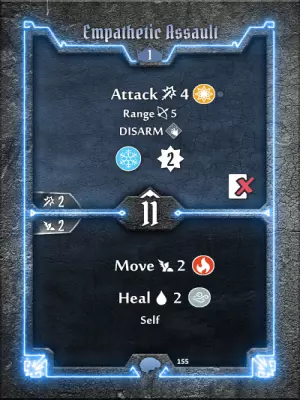 Empathetic Assault
1
Attack 4
Range 5
DISARM
2
2
11
2
Move 2
Heal 2
Self
155